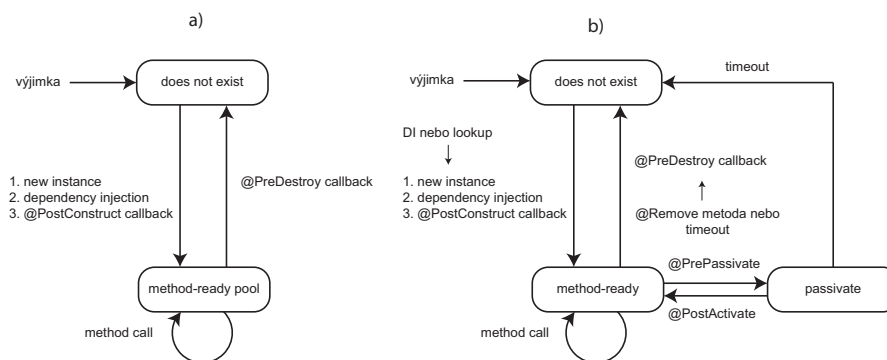 a)
výjimka
does not exist
1. new instance
2. dependency injection
3. @PostConstruct callback
@PreDestroy callback
method-ready pool
method call
b)
výjimka
does not exist
timeout
DI nebo lookup
1. new instance
2. dependency injection
3. @PostConstruct callback
@PreDestroy callback
@Remove metoda nebo
timeout
method-ready
@PrePassivate
@PostActivate
passivate
method call